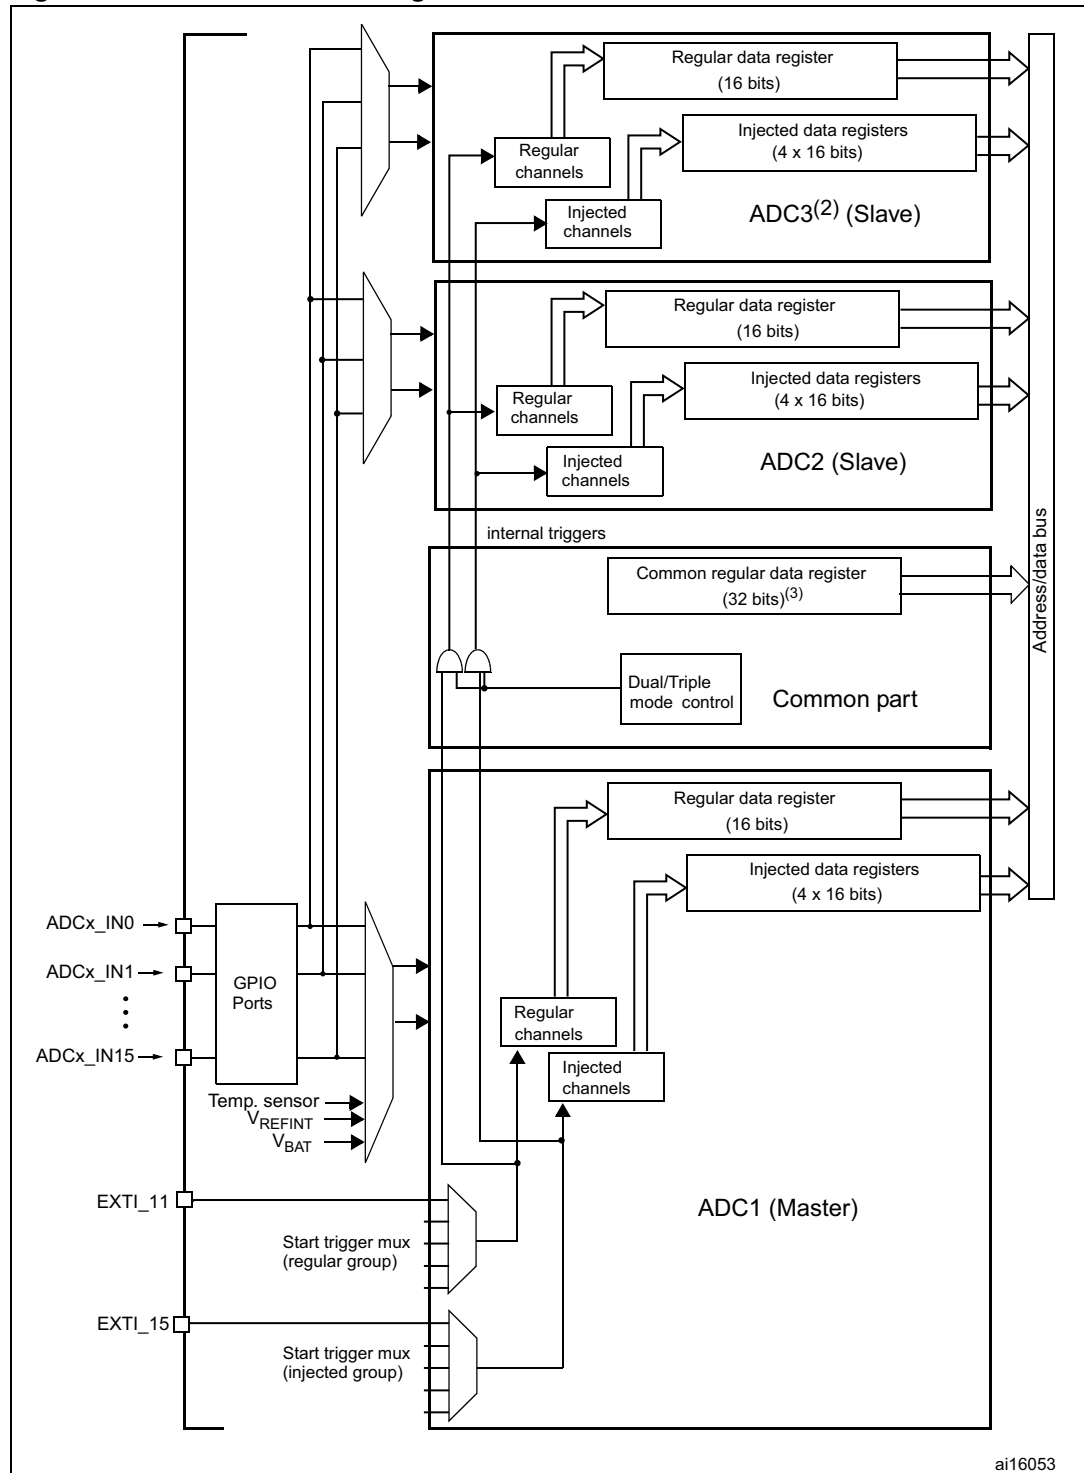 Regular data register
(16 bits)
Injected data registers
(4 x 16 bits)
Regular
channels
Injected
channels
ADC3(2) (Slave)
Regular data register
(16 bits)
Injected data registers
(4 x 16 bits)
Regular
channels
Injected
channels
ADC2 (Slave)
internal triggers
Common regular data register
(32 bits)(3)
Dual/Triple
mode control
Common part
Address/data bus
Regular data register
(16 bits)
Injected data registers
(4 x 16 bits)
ADCx_IN0
ADCx_IN1
ADCx_IN15
GPIO
Ports
Regular
channels
Injected
channels
Temp. sensor
VREFINT
VBAT
EXTI_11
Start trigger mux
(regular group)
ADC1 (Master)
EXTI_15
Start trigger mux
(injected group)
ai16053